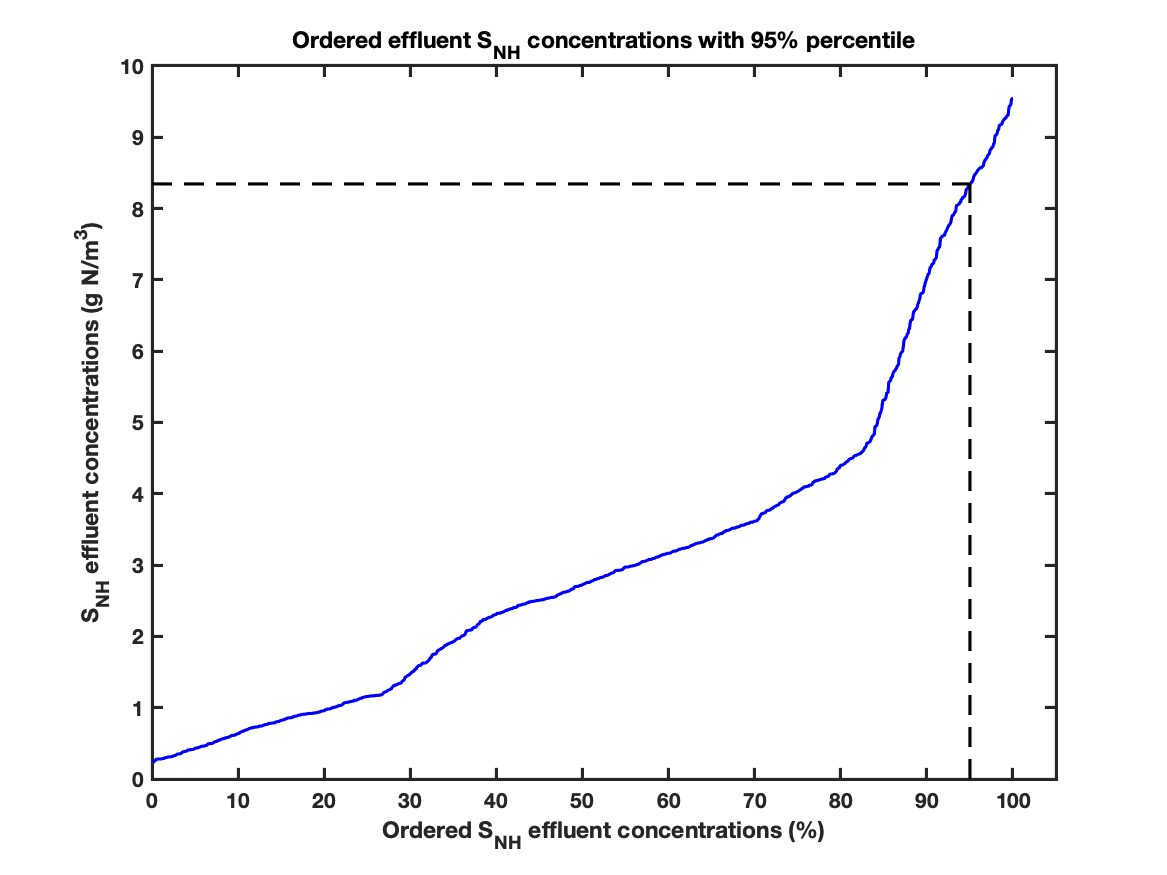 Ordered effluent S_NH concentrations with 95% percentile
10
9
8
7
6
5
4
3
2
1
0
S_NH effluent concentrations (g N/m³)
0 10 20 30 40 50 60 70 80 90 100
Ordered S_NH effluent concentrations (%)